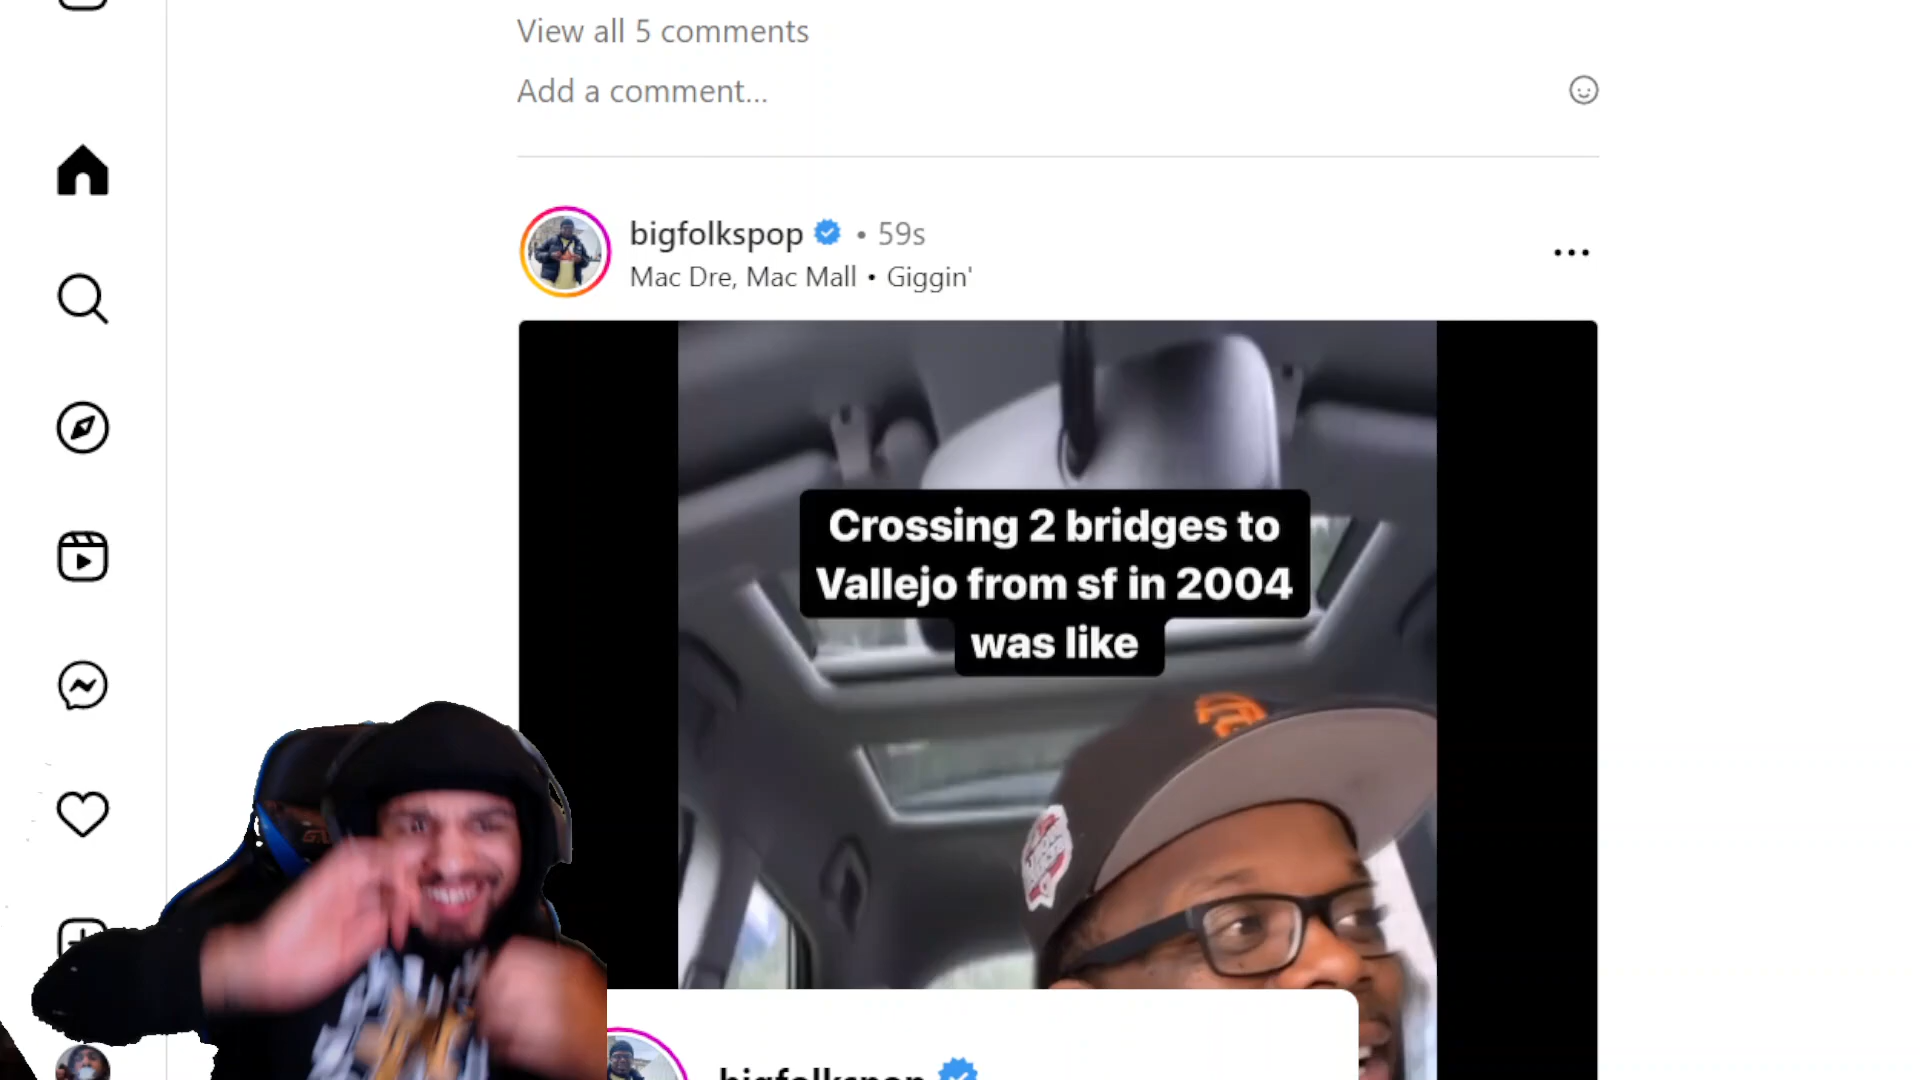 View all 5 comments
Add a comment...
bigfolkspop • 59s
Mac Dre, Mac Mall • Giggin'
Crossing 2 bridges to
Vallejo from sf in 2004
was like
bigfolkspop